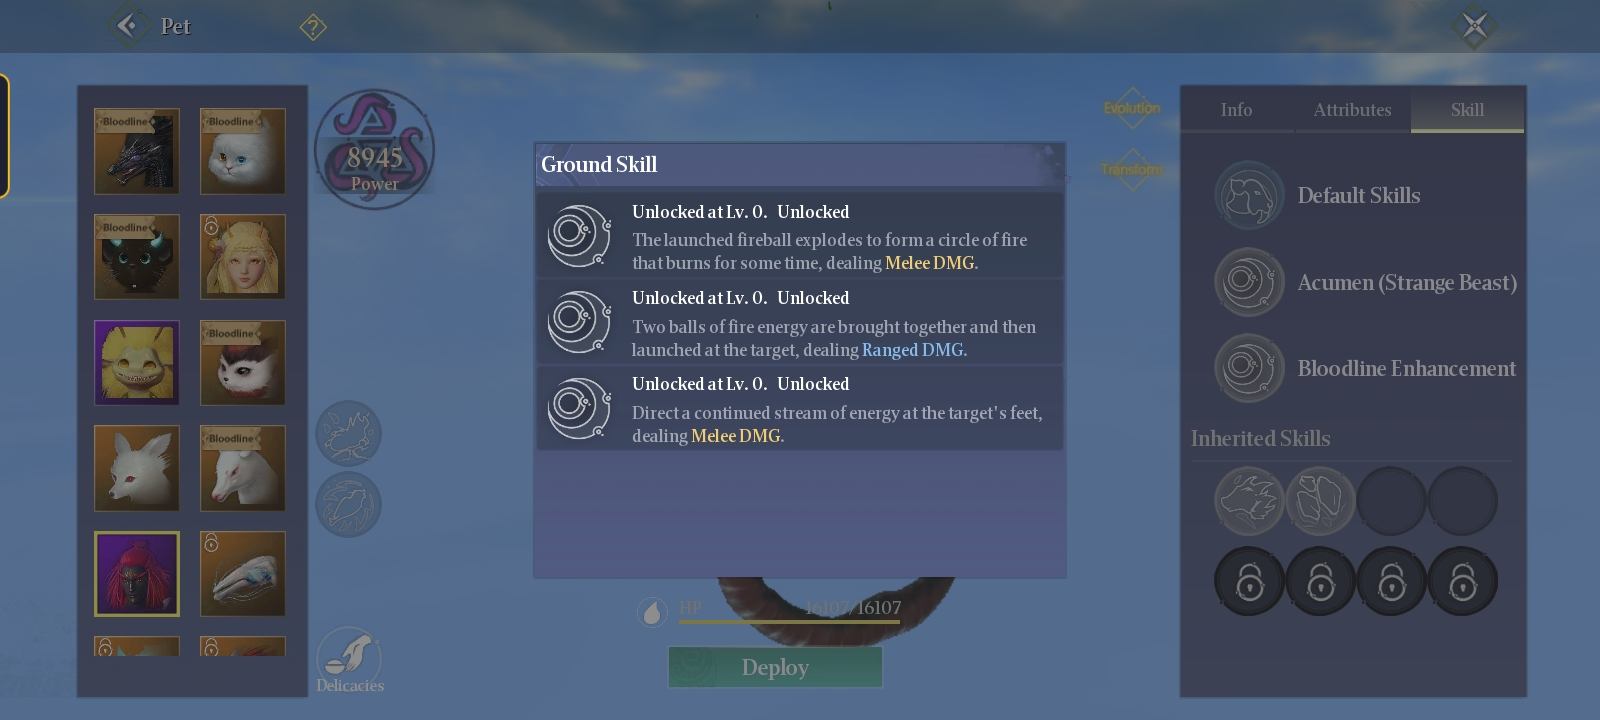 Pet
?
Bloodline
Bloodline
Bloodline
Bloodline
Bloodline
8945
Power
Delicacies
Evolution
Transform
Ground Skill
Unlocked at Lv. 0. Unlocked
The launched fireball explodes to form a circle of fire
that burns for some time, dealing Melee DMG.
Unlocked at Lv. 0. Unlocked
Two balls of fire energy are brought together and then
launched at the target, dealing Ranged DMG.
Unlocked at Lv. 0. Unlocked
Direct a continued stream of energy at the target's feet,
dealing Melee DMG.
HP 16107/16107
Deploy
Info Attributes Skill
Default Skills
Acumen (Strange Beast)
Bloodline Enhancement
Inherited Skills